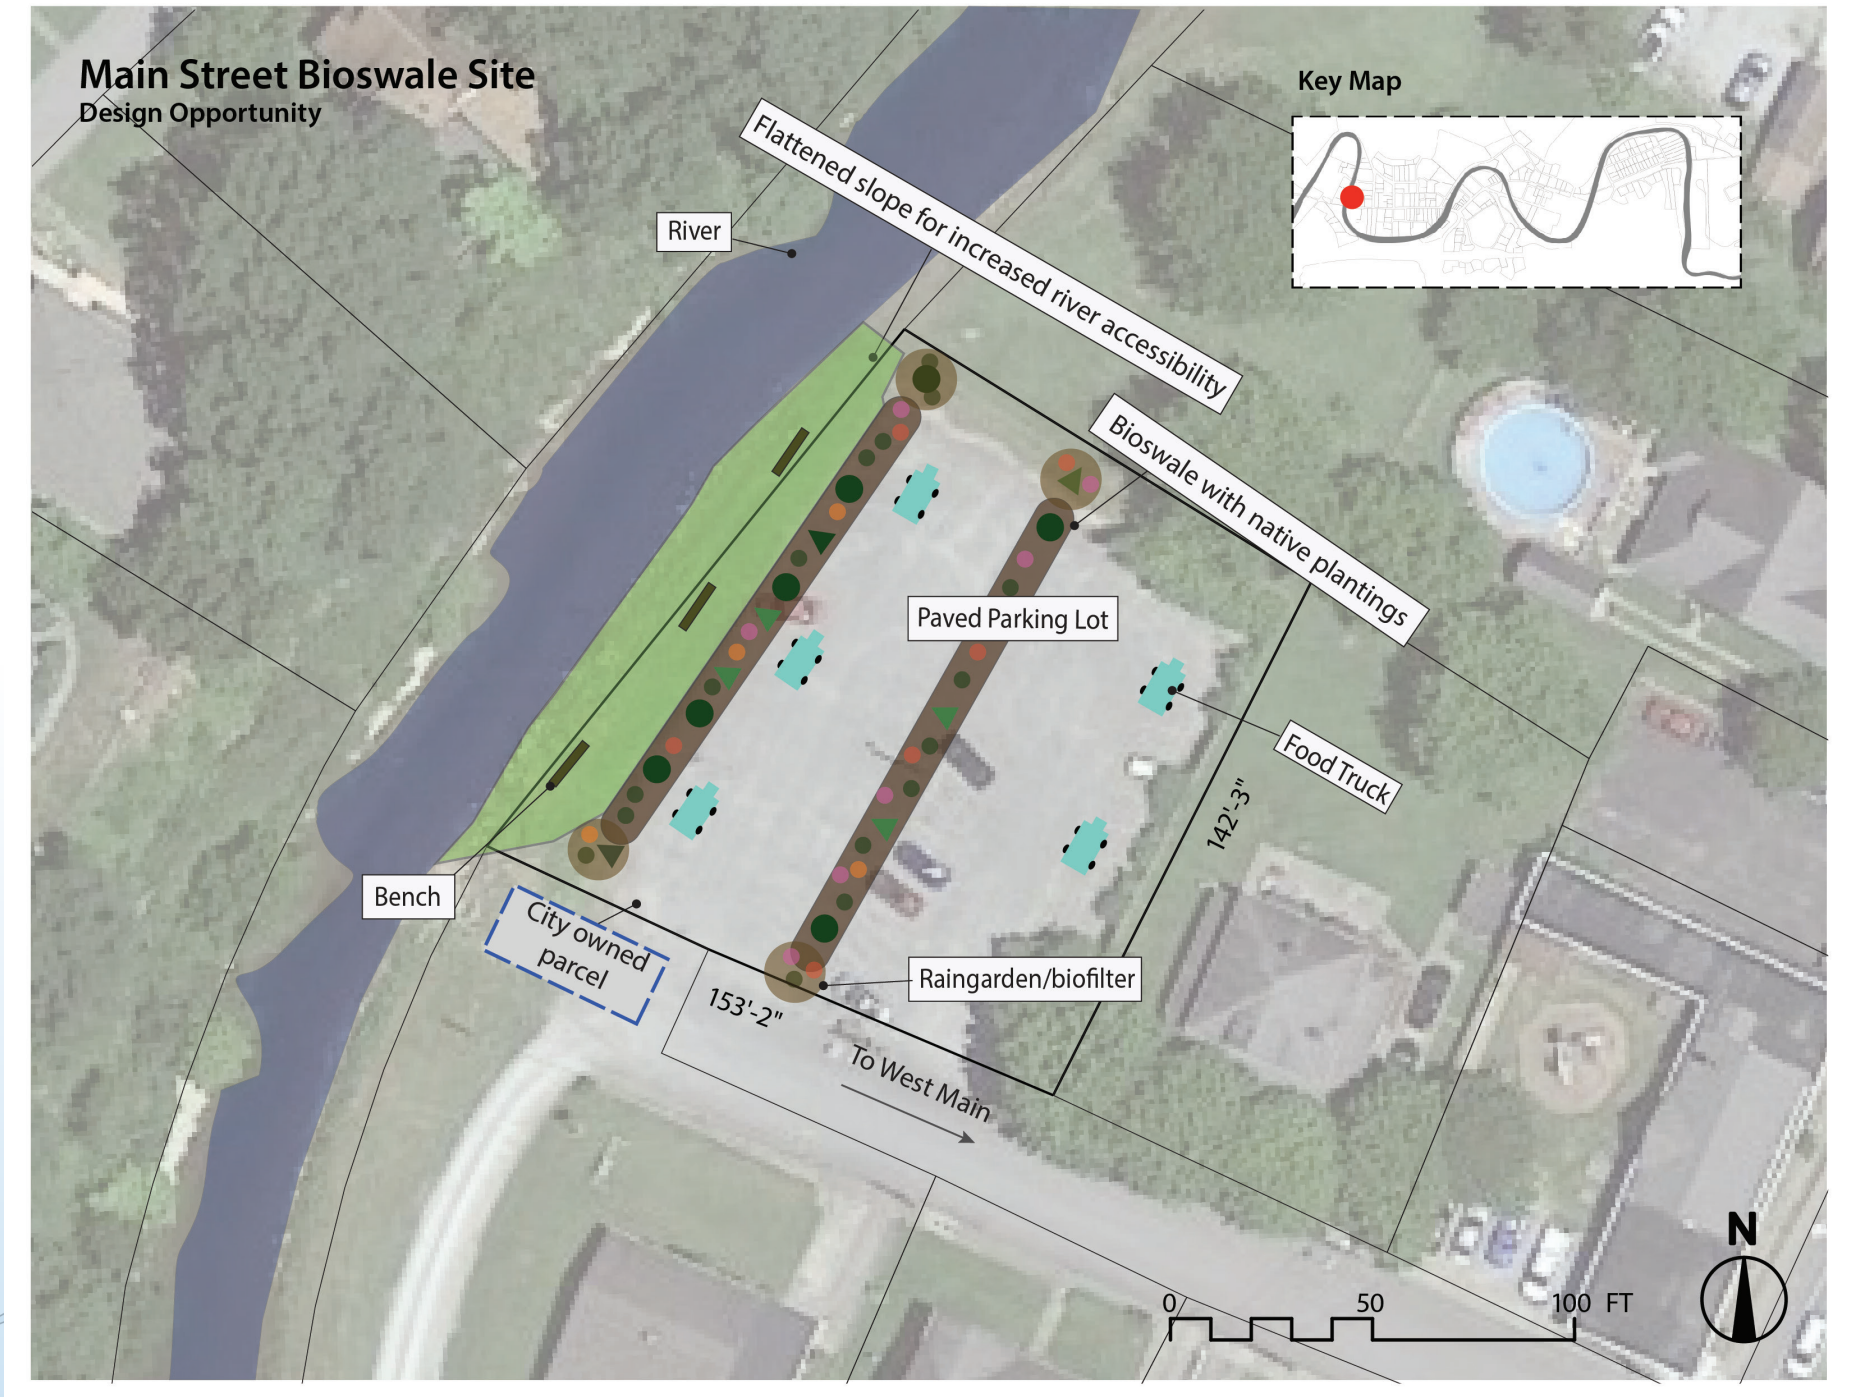 Main Street Bioswale Site
Design Opportunity
Key Map
Flattened slope for increased river accessibility
River
Bioswale with native plantings
Paved Parking Lot
Food Truck
142'-3"
Bench
City owned
parcel
Raingarden/biofilter
153'-2"
To West Main
N
0 50 100 FT